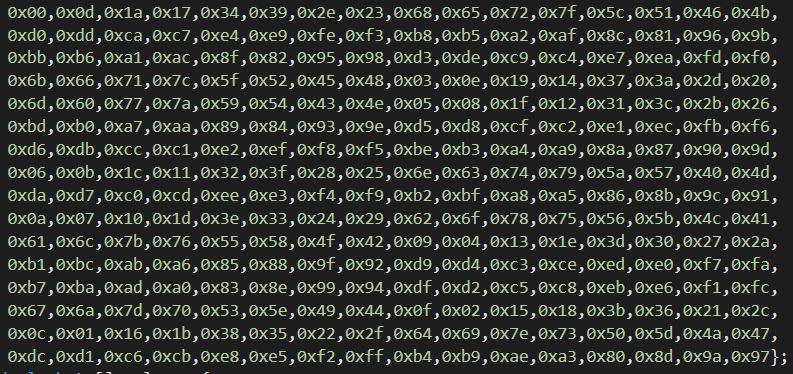 0x00,0x0d,0x1a,0x17,0x34,0x39,0x2e,0x23,0x68,0x65,0x72,0x7f,0x5c,0x51,0x46,0x4b,
0xd0,0xdd,0xca,0xc7,0xe4,0xe9,0xfe,0xf3,0xb8,0xb5,0xa2,0xaf,0x8c,0x81,0x96,0x9b,
0xbb,0xb6,0xa1,0xac,0x8f,0x82,0x95,0x98,0xd3,0xde,0xc9,0xc4,0xe7,0xea,0xfd,0xf0,
0x6b,0x66,0x71,0x7c,0x5f,0x52,0x45,0x48,0x03,0x0e,0x19,0x14,0x37,0x3a,0x2d,0x20,
0x6d,0x60,0x77,0x7a,0x59,0x54,0x43,0x4e,0x05,0x08,0x1f,0x12,0x31,0x3c,0x2b,0x26,
0xbd,0xb0,0xa7,0xaa,0x89,0x84,0x93,0x9e,0xd5,0xd8,0xcf,0xc2,0xe1,0xec,0xfb,0xf6,
0xd6,0xdb,0xcc,0xc1,0xe2,0xef,0xf8,0xf5,0xbe,0xb3,0xa4,0xa9,0x8a,0x87,0x90,0x9d,
0x06,0x0b,0x1c,0x11,0x32,0x3f,0x28,0x25,0x6e,0x63,0x74,0x79,0x5a,0x57,0x40,0x4d,
0xda,0xd7,0xc0,0xcd,0xee,0xe3,0xf4,0xf9,0xb2,0xbf,0xa8,0xa5,0x86,0x8b,0x9c,0x91,
0x0a,0x07,0x10,0x1d,0x3e,0x33,0x24,0x29,0x62,0x6f,0x78,0x75,0x56,0x5b,0x4c,0x41,
0x61,0x6c,0x7b,0x76,0x55,0x58,0x4f,0x42,0x09,0x04,0x13,0x1e,0x3d,0x30,0x27,0x2a,
0xb1,0xbc,0xab,0xa6,0x85,0x88,0x9f,0x92,0xd9,0xd4,0xc3,0xce,0xed,0xe0,0xf7,0xfa,
0xb7,0xba,0xad,0xa0,0x83,0x8e,0x99,0x94,0xdf,0xd2,0xc5,0xc8,0xeb,0xe6,0xf1,0xfc,
0x67,0x6a,0x7d,0x70,0x53,0x5e,0x49,0x44,0x0f,0x02,0x15,0x18,0x3b,0x36,0x21,0x2c,
0x0c,0x01,0x16,0x1b,0x38,0x35,0x22,0x2f,0x64,0x69,0x7e,0x73,0x50,0x5d,0x4a,0x47,
0xdc,0xd1,0xc6,0xcb,0xe8,0xe5,0xf2,0xff,0xb4,0xb9,0xae,0xa3,0x80,0x8d,0x9a,0x97};